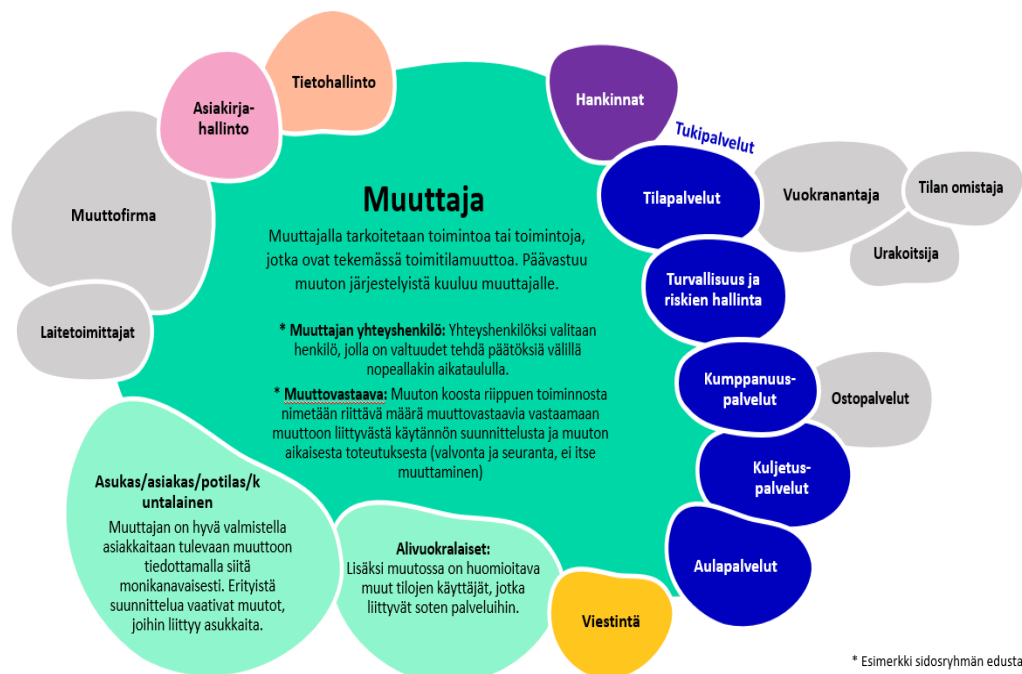 Tietohallinto
Asiakirja-
hallinto
Muuttofirma
Laitetoimittajat
Hankinnat
Tukipalvelut
Tilapalvelut
Vuokranantaja
Tilan omistaja
Urakoitsija
Turvallisuus ja
riskien hallinta
Kumppanuus-
palvelut
Ostopalvelut
Kuljetus-
palvelut
Aulapalvelut
Muuttaja
Muuttajalla tarkoitetaan toimintoa tai toimintoja,
jotka ovat tekemässä toimitilamuuttoa. Päävastuu
muuton järjestelyistä kuuluu muuttajalle.
* Muuttajan yhteyshenkilö: Yhteyshenkilöksi valitaan
henkilö, jolla on valtuudet tehdä päätöksiä välillä
nopeallakin aikataululla.
* Muuttovastaava: Muuton koosta riippuen toiminnosta
nimetään riittävä määrä muuttovastaavia vastaamaan
muuttoon liittyvästä käytännön suunnittelusta ja muuton
aikaisesta toteutuksesta (valvonta ja seuranta, ei itse
muuttaminen)
Asukas/asiakas/potilas/k
untalainen
Muuttajan on hyvä valmistella
asiakkaitaan tulevaan muuttoon
tiedottamalla siitä
monikanavaisesti. Erityistä
suunnittelua vaativat muutot,
joihin liittyy asukkaita.
Alivuokralaiset:
Lisäksi muutossa on huomioitava
muut tilojen käyttäjät, jotka
liittyvät soten palveluihin.
Viestintä
* Esimerkki sidosryhmän edusta